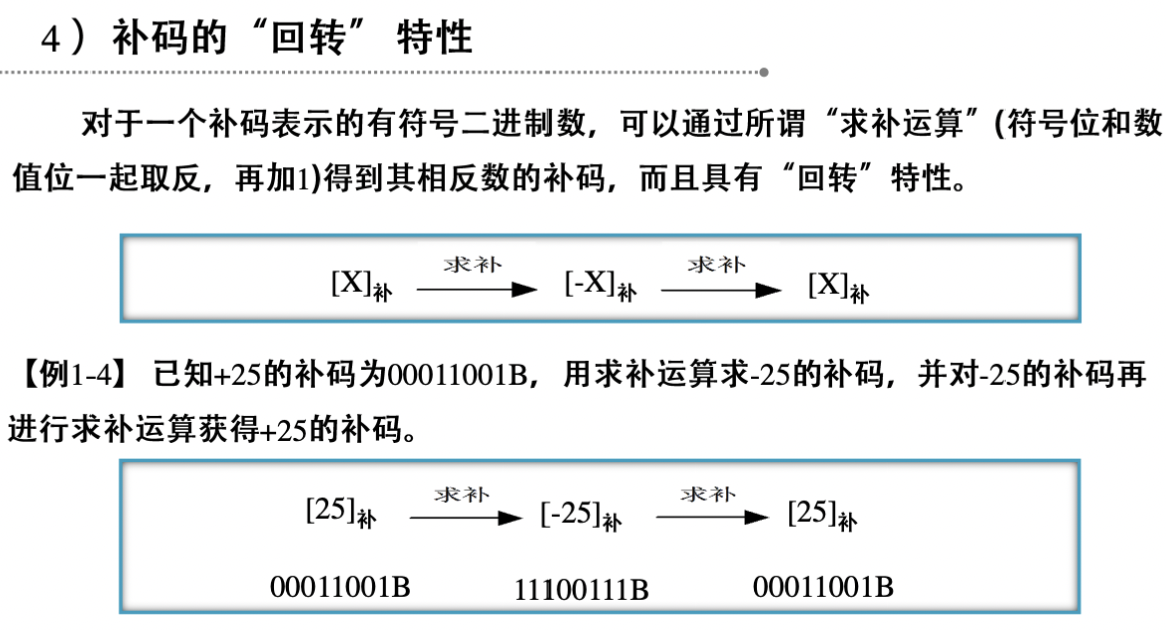 4）补码的“回转” 特性
对于一个补码表示的有符号二进制数，可以通过所谓“求补运算”(符号位和数
值位一起取反，再加1)得到其相反数的补码，而且具有“回转”特性。
[X]补 求补 [-X]补 求补 [X]补
【例1-4】 已知+25的补码为00011001B，用求补运算求-25的补码，并对-25的补码再
进行求补运算获得+25的补码。
[25]补 求补 [-25]补 求补 [25]补
00011001B 11100111B 00011001B